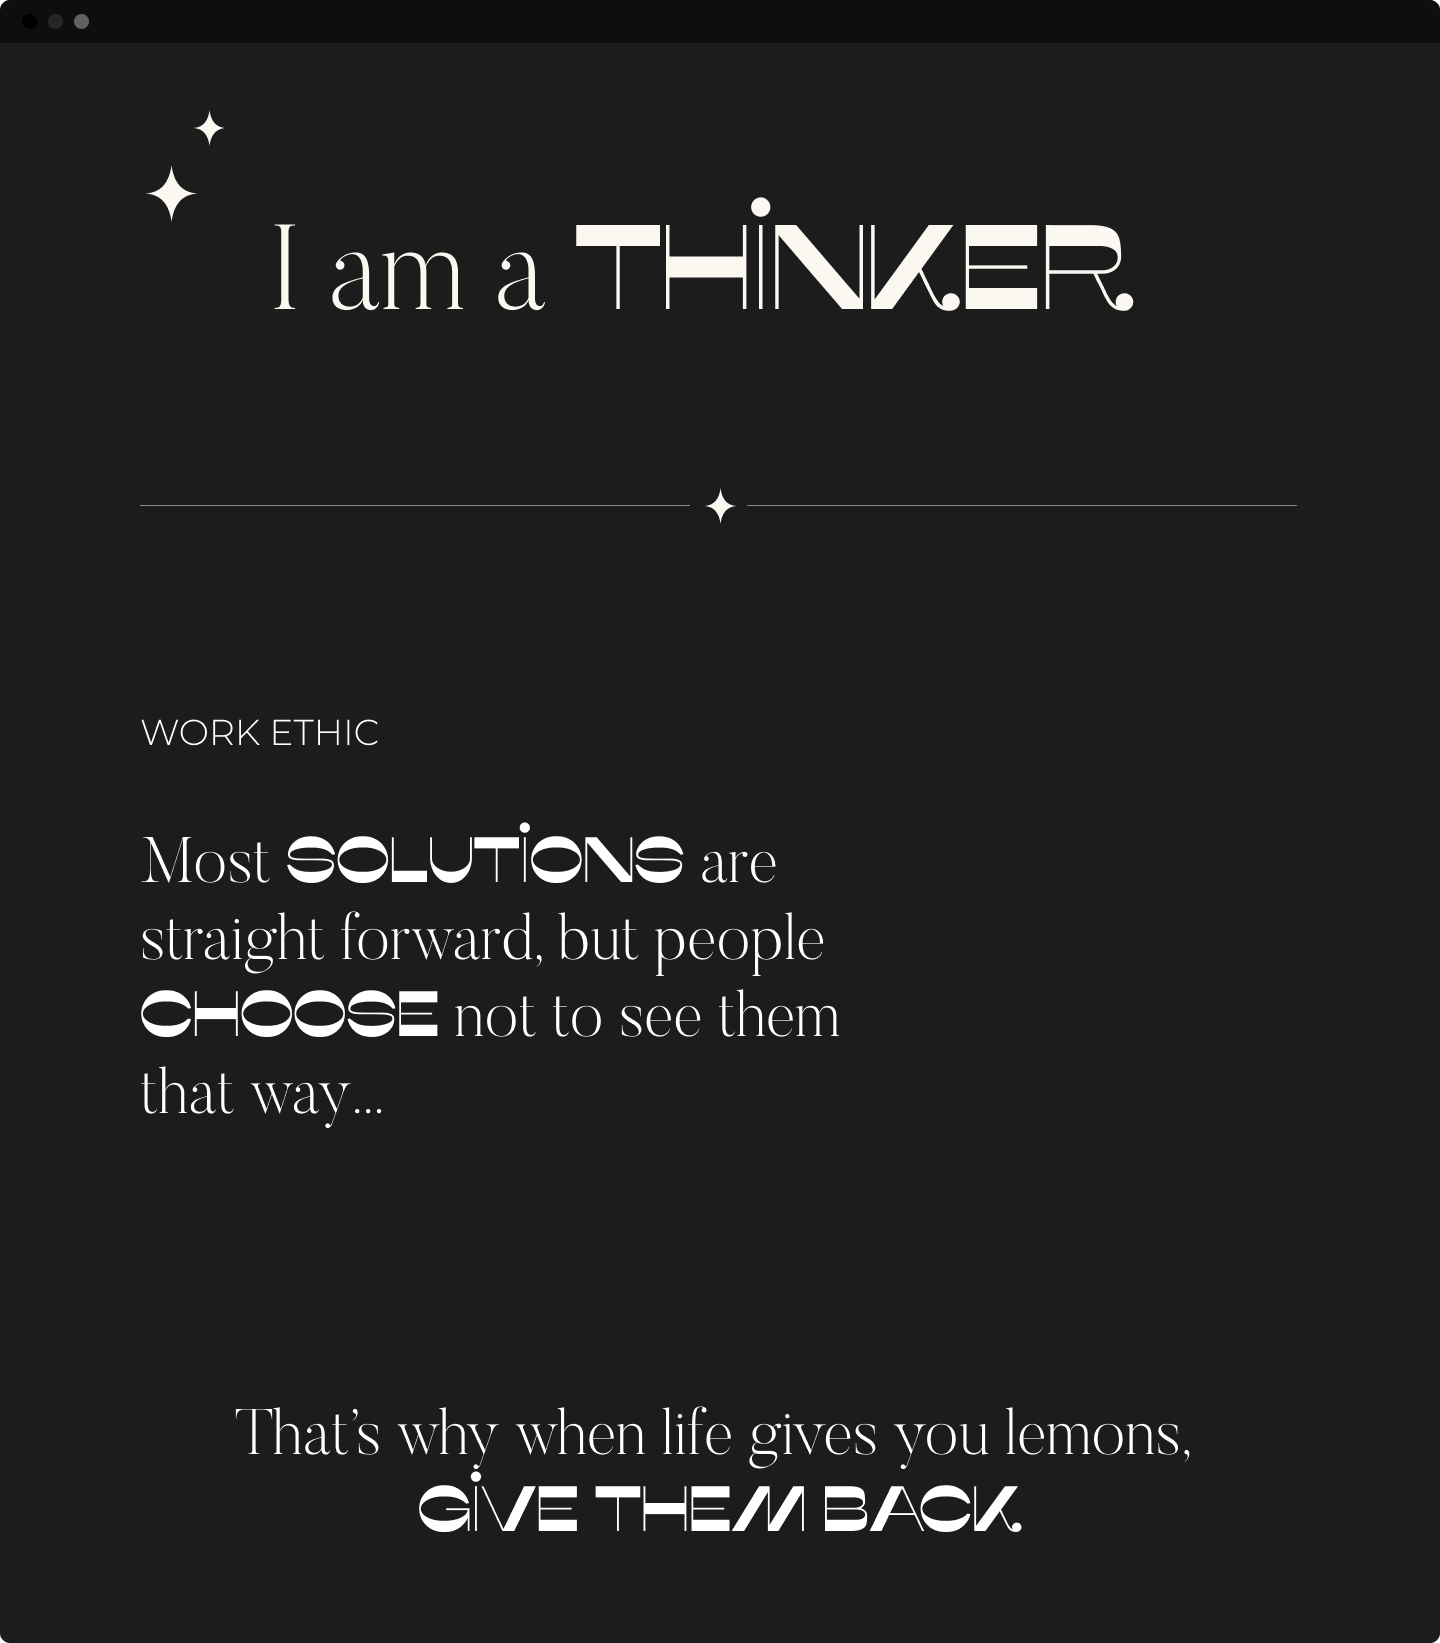 I am a THiNKER
WORK ETHIC
Most SOLUTiONS are
straight forward, but people
CHOOSE not to see them
that way...
That’s why when life gives you lemons,
GiVE THEM BACK